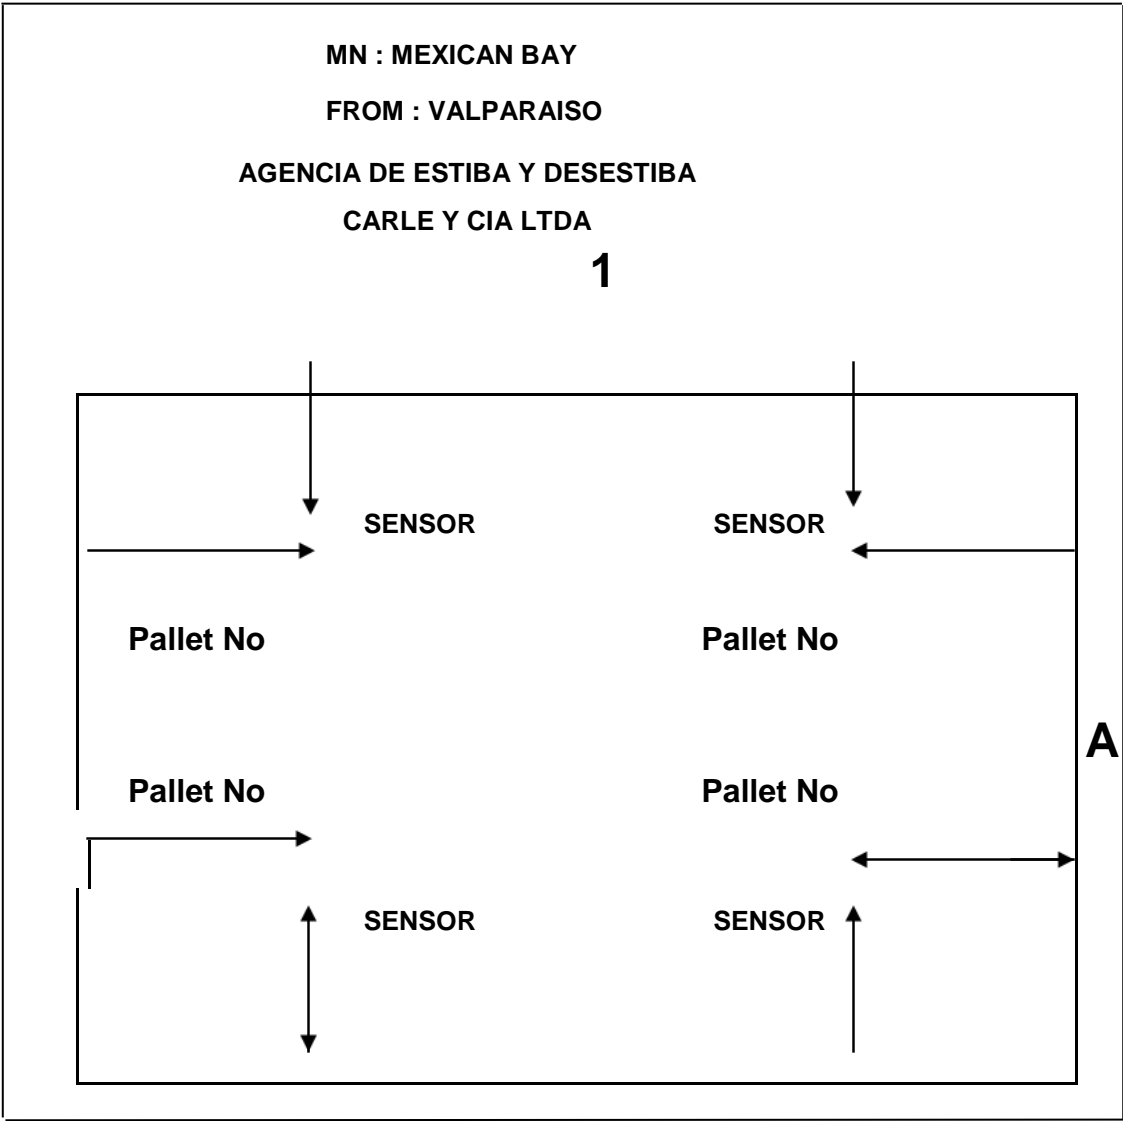 MN : MEXICAN BAY
FROM : VALPARAISO
AGENCIA DE ESTIBA Y DESESTIBA
CARLE Y CIA LTDA
1
SENSOR SENSOR
Pallet No Pallet No
A
Pallet No Pallet No
SENSOR SENSOR